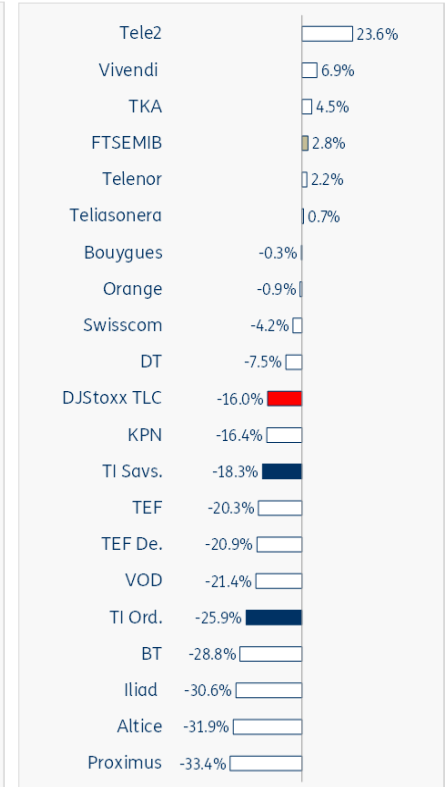 Tele2 23.6%
Vivendi 6.9%
TKA 4.5%
FTSEMIB 2.8%
Telenor 2.2%
Teliasonera 0.7%
Bouygues -0.3%
Orange -0.9%
Swisscom -4.2%
DT -7.5%
DJStoxx TLC -16.0%
KPN -16.4%
TI Savs. -18.3%
TEF -20.3%
TEF De. -20.9%
VOD -21.4%
TI Ord. -25.9%
BT -28.8%
Iliad -30.6%
Altice -31.9%
Proximus -33.4%